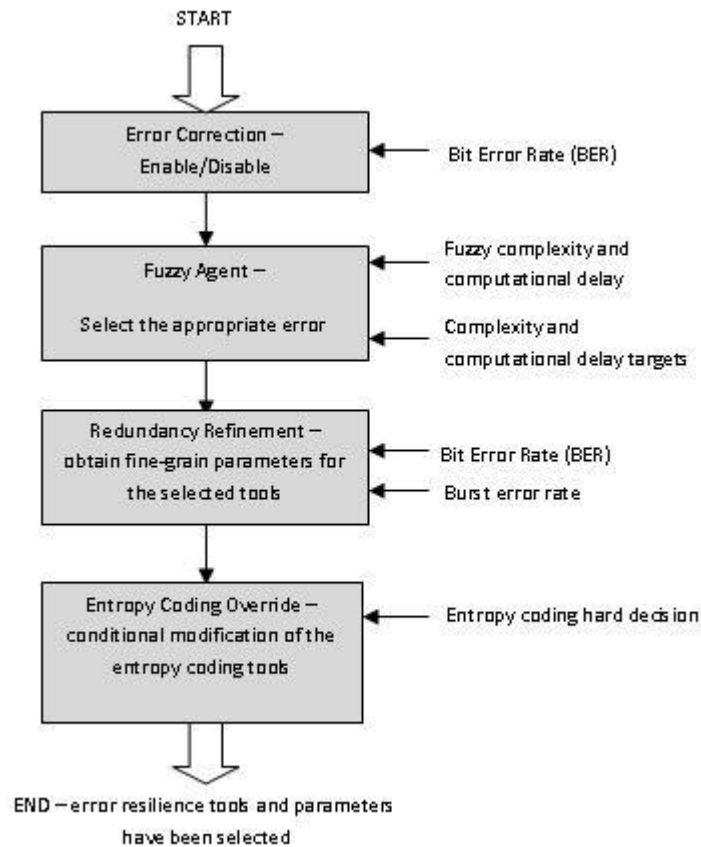 START
Error Correction –
Enable/Disable
Bit Error Rate (BER)
Fuzzy Agent –
Select the appropriate error
Fuzzy complexity and
computational delay
Complexity and
computational delay targets
Redundancy Refinement –
obtain fine-grain parameters for
the selected tools
Bit Error Rate (BER)
Burst error rate
Entropy Coding Override –
conditional modification of the
entropy coding tools
Entropy coding hard decision
END – error resilience tools and parameters
have been selected